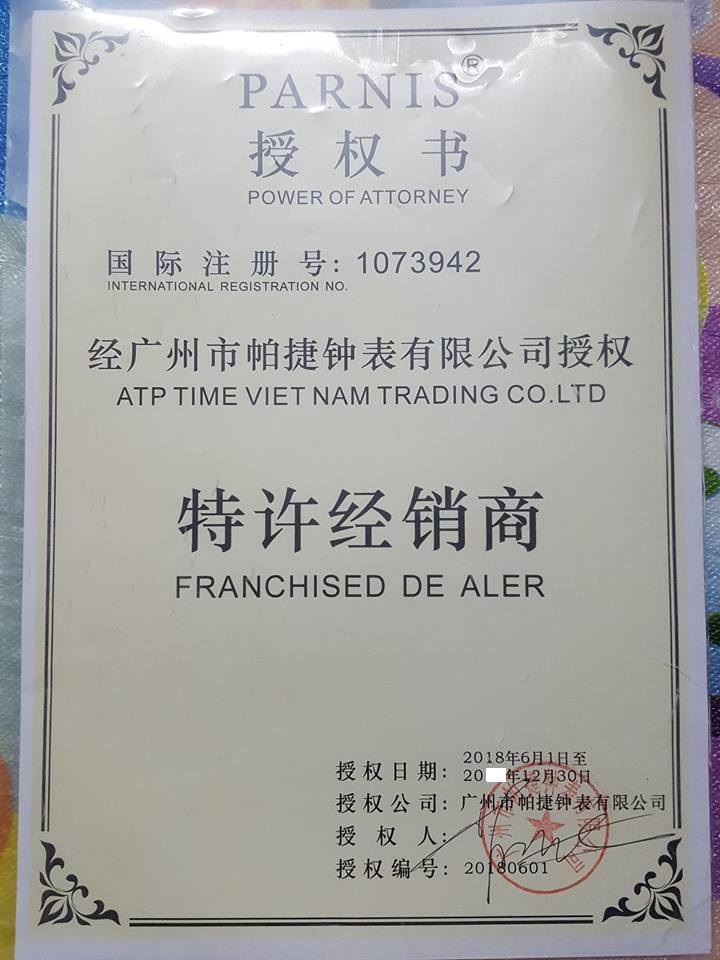 PARNIS®
授权书
POWER OF ATTORNEY
国际注册号: 1073942
INTERNATIONAL REGISTRATION NO.
经广州市帕捷钟表有限公司授权
ATP TIME VIET NAM TRADING CO.LTD
特许经销商
FRANCHISED DE ALER
授权日期: 2018年6月1日至
20 年12月30日
授权公司: 广州市帕捷钟表有限公司
授权人:
授权编号: 20180601